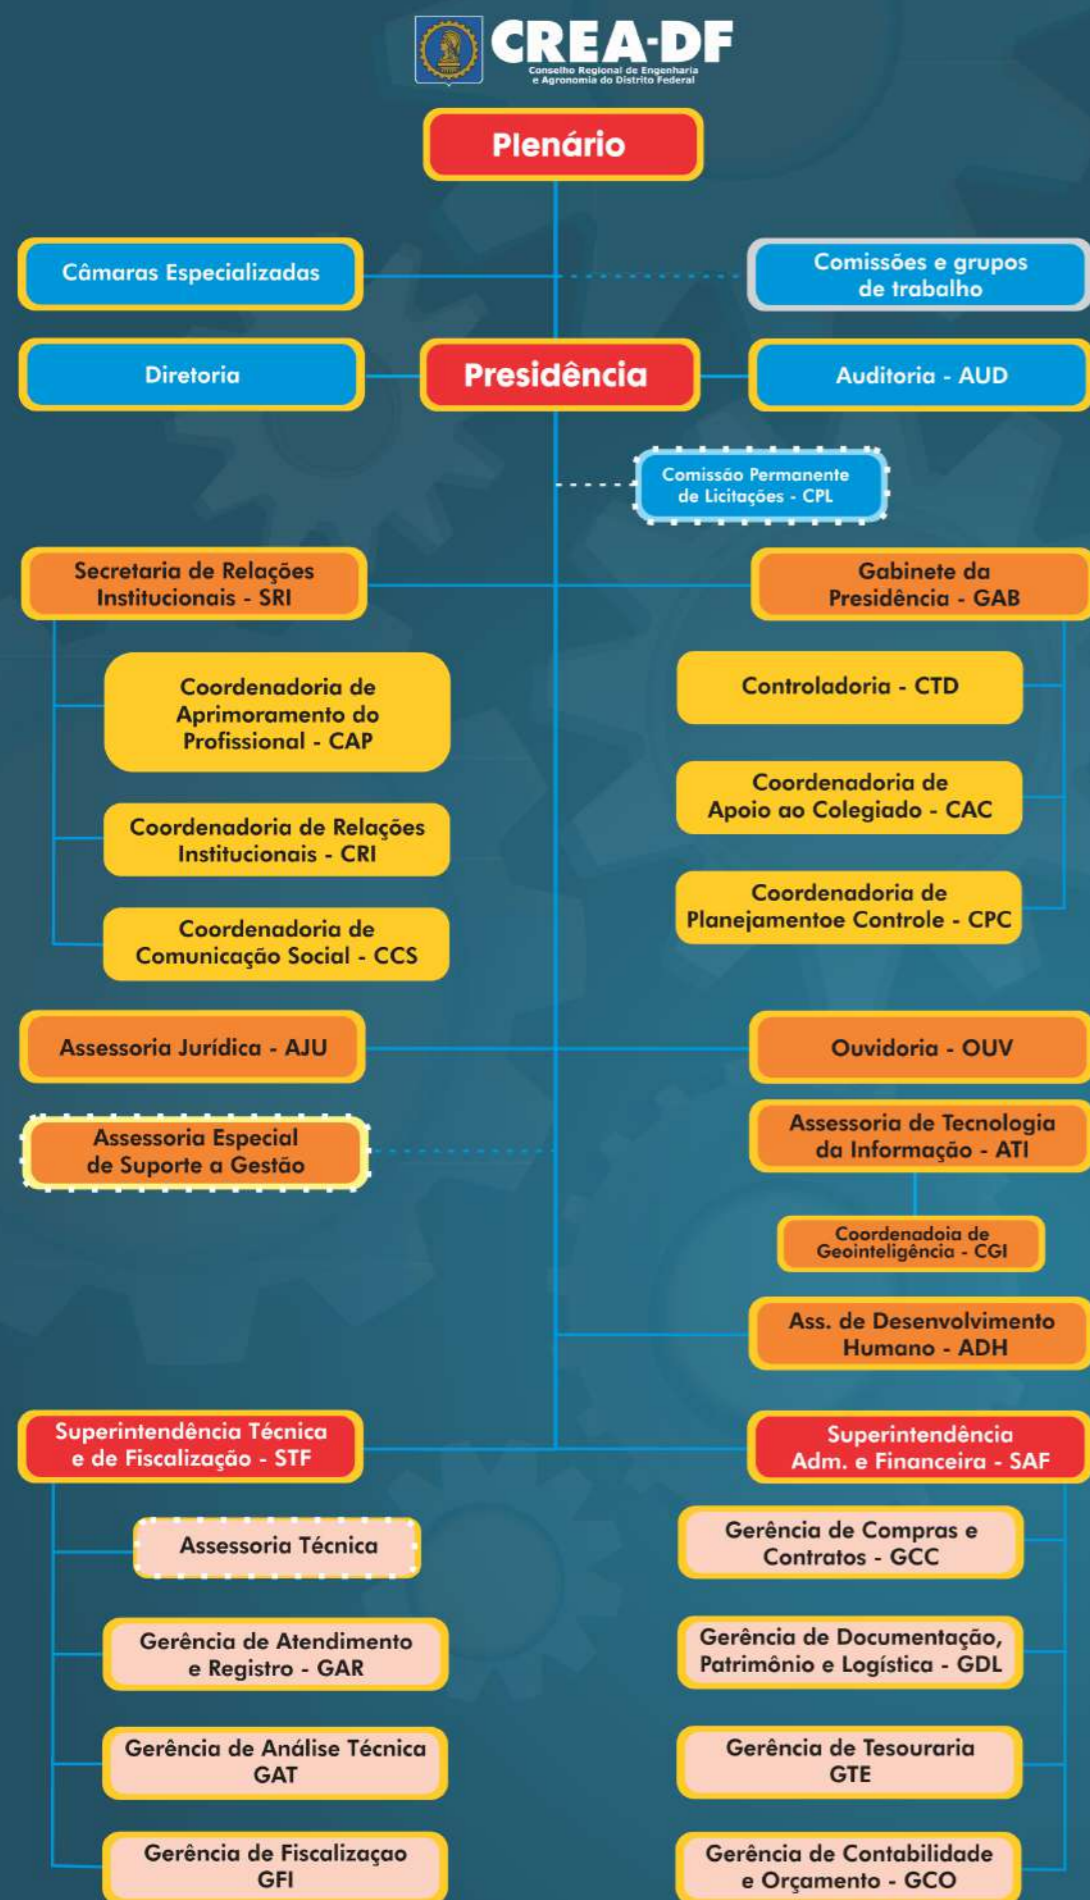 CREA-DF
Conselho Regional de Engenharia
e Agronomia do Distrito Federal
Plenário
Câmaras Especializadas
Comissões e grupos
de trabalho
Diretoria
Presidência
Auditoria - AUD
Comissão Permanente
de Licitações - CPL
Secretaria de Relações
Institucionais - SRI
Gabinete da
Presidência - GAB
Coordenadoria de
Aprimoramento do
Profissional - CAP
Controladoria - CTD
Coordenadoria de
Apoio ao Colegiado - CAC
Coordenadoria de Relações
Institucionais - CRI
Coordenadoria de
Planejamentoe Controle - CPC
Coordenadoria de
Comunicação Social - CCS
Assessoria Jurídica - AJU
Ouvidoria - OUV
Assessoria Especial
de Suporte a Gestão
Assessoria de Tecnologia
da Informação - ATI
Coordenadoia de
Geointeligência - CGI
Ass. de Desenvolvimento
Humano - ADH
Superintendência Técnica
e de Fiscalização - STF
Superintendência
Adm. e Financeira - SAF
Assessoria Técnica
Gerência de Compras e
Contratos - GCC
Gerência de Atendimento
e Registro - GAR
Gerência de Documentação,
Patrimônio e Logística - GDL
Gerência de Análise Técnica
GAT
Gerência de Tesouraria
GTE
Gerência de Fiscalizaçao
GFI
Gerência de Contabilidade
e Orçamento - GCO